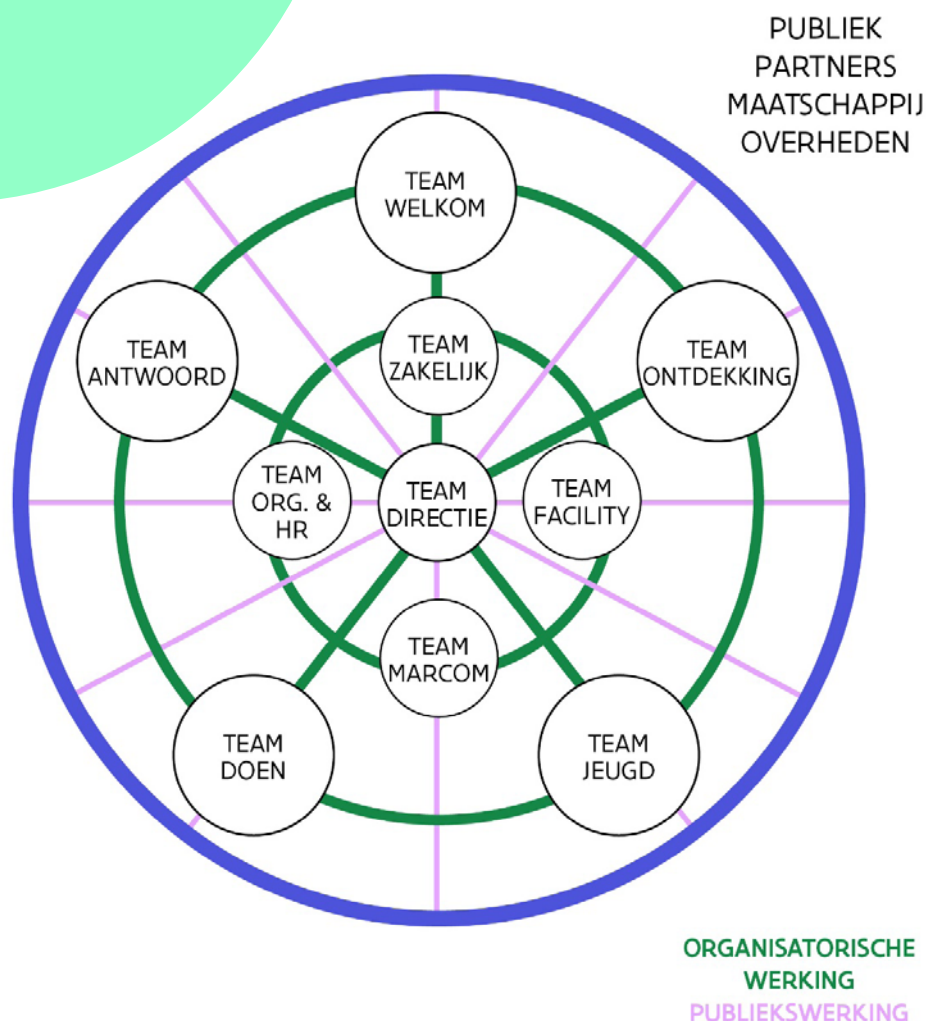 PUBLIEK
PARTNERS
MAATSCHAPPIJ
OVERHEDEN
TEAM
WELKOM
TEAM
ZAKELIJK
TEAM
ANTWOORD
TEAM
ONTDEKKING
TEAM
ORG. &
HR
TEAM
DIRECTIE
TEAM
FACILITY
TEAM
MARCOM
TEAM
DOEN
TEAM
JEUGD
ORGANISATORISCHE
WERKING
PUBLIEKSWERKING